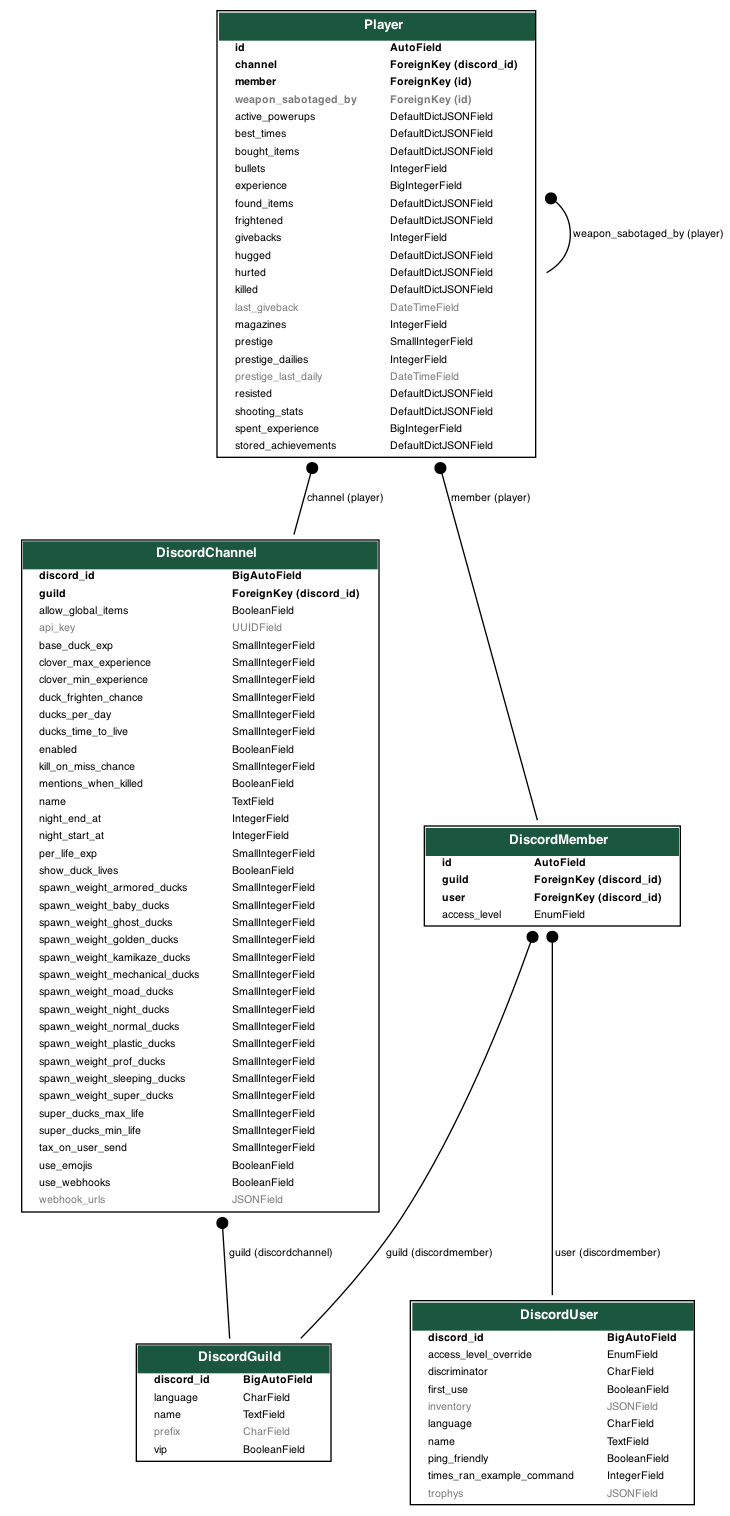 Player
id AutoField
channel ForeignKey (discord_id)
member ForeignKey (id)
weapon_sabotaged_by ForeignKey (id)
active_powerups DefaultDictJSONField
best_times DefaultDictJSONField
bought_items DefaultDictJSONField
bullets IntegerField
experience BigIntegerField
found_items DefaultDictJSONField
frightened DefaultDictJSONField
givebacks IntegerField
hugged DefaultDictJSONField
hurted DefaultDictJSONField
killed DefaultDictJSONField
last_giveback DateTimeField
magazines IntegerField
prestige SmallIntegerField
prestige_dailies IntegerField
prestige_last_daily DateTimeField
resisted DefaultDictJSONField
shooting_stats DefaultDictJSONField
spent_experience BigIntegerField
stored_achievements DefaultDictJSONField
weapon_sabotaged_by (player)
channel (player)
member (player)
DiscordChannel
discord_id BigAutoField
guild ForeignKey (discord_id)
allow_global_items BooleanField
api_key UUIDField
base_duck_exp SmallIntegerField
clover_max_experience SmallIntegerField
clover_min_experience SmallIntegerField
duck_frighten_chance SmallIntegerField
ducks_per_day SmallIntegerField
ducks_time_to_live SmallIntegerField
enabled BooleanField
kill_on_miss_chance SmallIntegerField
mentions_when_killed BooleanField
name TextField
night_end_at IntegerField
night_start_at IntegerField
per_life_exp SmallIntegerField
show_duck_lives BooleanField
spawn_weight_armored_ducks SmallIntegerField
spawn_weight_baby_ducks SmallIntegerField
spawn_weight_ghost_ducks SmallIntegerField
spawn_weight_golden_ducks SmallIntegerField
spawn_weight_kamikaze_ducks SmallIntegerField
spawn_weight_mechanical_ducks SmallIntegerField
spawn_weight_moad_ducks SmallIntegerField
spawn_weight_night_ducks SmallIntegerField
spawn_weight_normal_ducks SmallIntegerField
spawn_weight_plastic_ducks SmallIntegerField
spawn_weight_prof_ducks SmallIntegerField
spawn_weight_sleeping_ducks SmallIntegerField
spawn_weight_super_ducks SmallIntegerField
super_ducks_max_life SmallIntegerField
super_ducks_min_life SmallIntegerField
tax_on_user_send SmallIntegerField
use_emojis BooleanField
use_webhooks BooleanField
webhook_urls JSONField
DiscordMember
id AutoField
guild ForeignKey (discord_id)
user ForeignKey (discord_id)
access_level EnumField
guild (discordchannel)
guild (discordmember)
user (discordmember)
DiscordGuild
discord_id BigAutoField
language CharField
name TextField
prefix CharField
vip BooleanField
DiscordUser
discord_id BigAutoField
access_level_override EnumField
discriminator CharField
first_use BooleanField
inventory JSONField
language CharField
name TextField
ping_friendly BooleanField
times_ran_example_command IntegerField
trophys JSONField